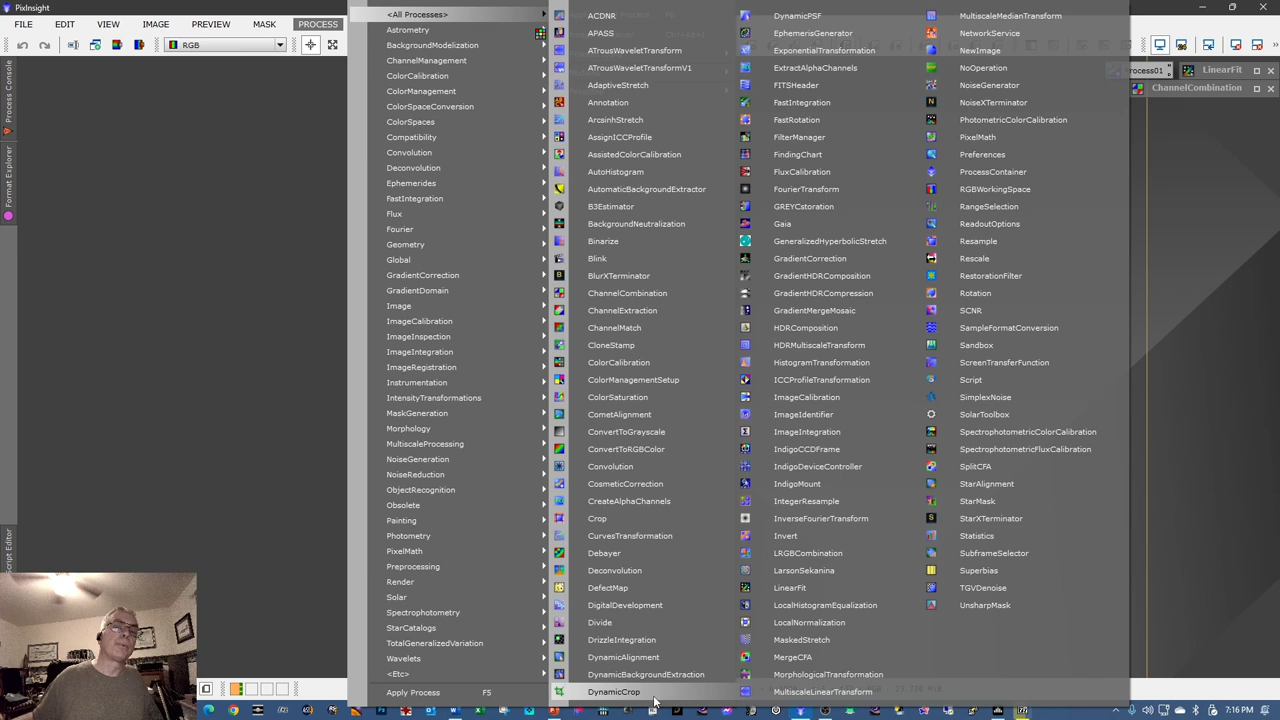 PixInsight
MASK
IMAGE
PREVIEW
PROCESS
RGB
Process Explorer
View Explorer
Format Explorer
File Explorer
History Explorer
Process Console
Script Editor
<All Processes>
Astrometry
BackgroundModelization
ChannelManagement
ColorCalibration
ColorManagement
ColorSpaceConversion
ColorSpaces
Compatibility
Convolution
Deconvolution
Ephemerides
FastIntegration
Flux
Fourier
Geometry
Global
GradientCorrection
GradientDomain
Image
ImageCalibration
ImageInspection
ImageIntegration
ImageRegistration
Instrumentation
IntensityTransformations
MaskGeneration
Morphology
MultiscaleProcessing
NoiseGeneration
NoiseReduction
ObjectRecognition
Obsolete
Painting
Photometry
PixelMath
Preprocessing
Render
Solar
Spectrophotometry
StarCatalogs
TotalGeneralizedVariation
Wavelets
<Etc>
Apply Process F5
ACDNR
APASS
ATrousWaveletTransform
ATrousWaveletTransformV1
AdaptiveStretch
Annotation
ArcsinhStretch
AssignICCProfile
AssistedColorCalibration
AutoHistogram
AutomaticBackgroundExtractor
B3Estimator
BackgroundNeutralization
Binarize
Blink
BlurXTerminator
ChannelCombination
ChannelExtraction
ChannelMatch
CloneStamp
ColorCalibration
ColorManagementSetup
ColorSaturation
CometAlignment
ConvertToGrayscale
ConvertToRGBColor
Convolution
CosmeticCorrection
CreateAlphaChannels
Crop
CurvesTransformation
Debayer
Deconvolution
DefectMap
DigitalDevelopment
Divide
DrizzleIntegration
DynamicAlignment
DynamicBackgroundExtraction
DynamicCrop
DynamicPSF
EphemerisGenerator
ExponentialTransformation
ExtractAlphaChannels
FITSHeader
FastIntegration
FastRotation
FilterManager
FindingChart
FluxCalibration
FourierTransform
GREYCstoration
Gaia
GeneralizedHyperbolicStretch
GradientCorrection
GradientHDRComposition
GradientHDRCompression
GradientMergeMosaic
HDRComposition
HDRMultiscaleTransform
HistogramTransformation
ICCProfileTransformation
ImageCalibration
ImageIdentifier
ImageIntegration
IndigoCCDFrame
IndigoDeviceController
IndigoMount
IntegerResample
InverseFourierTransform
Invert
LRGBCombination
LarsonSekanina
LinearFit
LocalHistogramEqualization
LocalNormalization
MaskedStretch
MergeCFA
MorphologicalTransformation
MultiscaleLinearTransform
MultiscaleMedianTransform
NetworkService
NewImage
NoOperation
NoiseGenerator
NoiseXTerminator
PhotometricColorCalibration
PixelMath
Preferences
ProcessContainer
RGBWorkingSpace
RangeSelection
ReadoutOptions
Resample
Rescale
RestorationFilter
Rotation
SCNR
SampleFormatConversion
Sandbox
ScreenTransferFunction
Script
SimplexNoise
SolarToolbox
SpectrophotometricColorCalibration
SpectrophotometricFluxCalibration
SplitCFA
StarAlignment
StarMask
StarXTerminator
Statistics
SubframeSelector
Superbias
TGVDenoise
UnsharpMask
Process01
LinearFit
ChannelCombination
2:16 PM